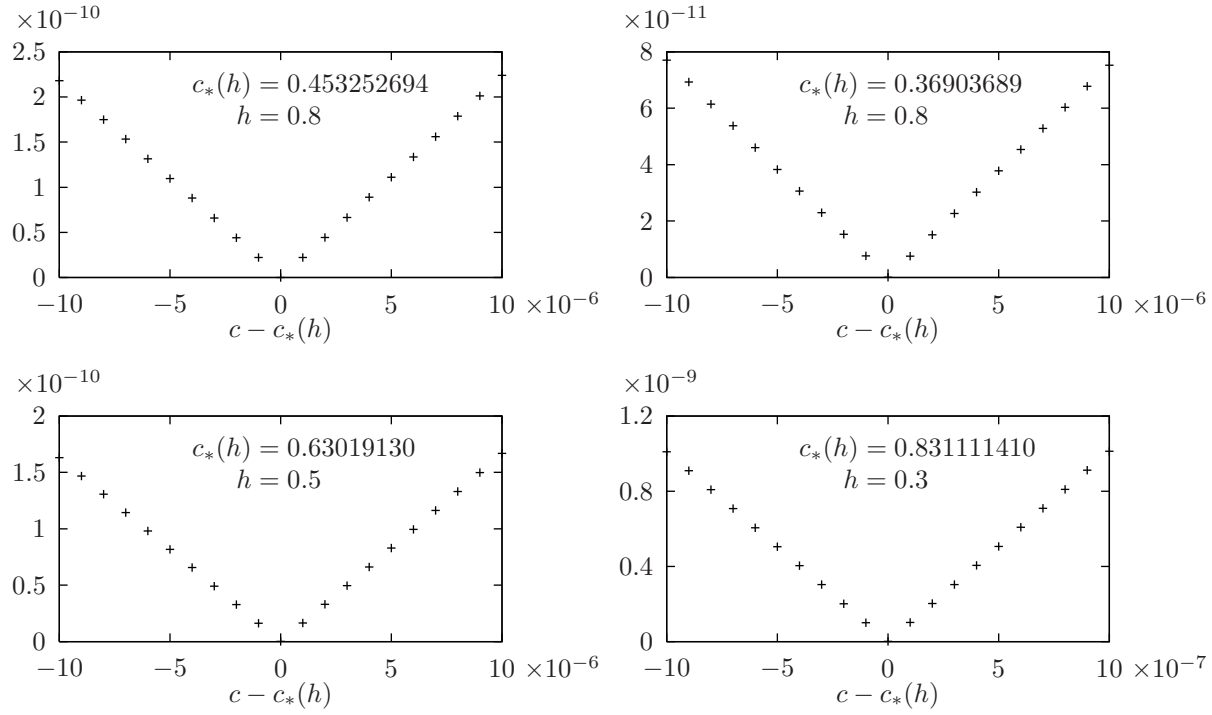 ×10⁻¹⁰
2.5
2
1.5
1
0.5
0
c∗(h) = 0.453252694
h = 0.8
−10 −5 0 5 10 ×10⁻⁶
c − c∗(h)
×10⁻¹¹
8
6
4
2
0
c∗(h) = 0.36903689
h = 0.8
−10 −5 0 5 10 ×10⁻⁶
c − c∗(h)
×10⁻¹⁰
2
1.5
1
0.5
0
c∗(h) = 0.63019130
h = 0.5
−10 −5 0 5 10 ×10⁻⁶
c − c∗(h)
×10⁻⁹
1.2
0.8
0.4
0
c∗(h) = 0.831111410
h = 0.3
−10 −5 0 5 10 ×10⁻⁷
c − c∗(h)